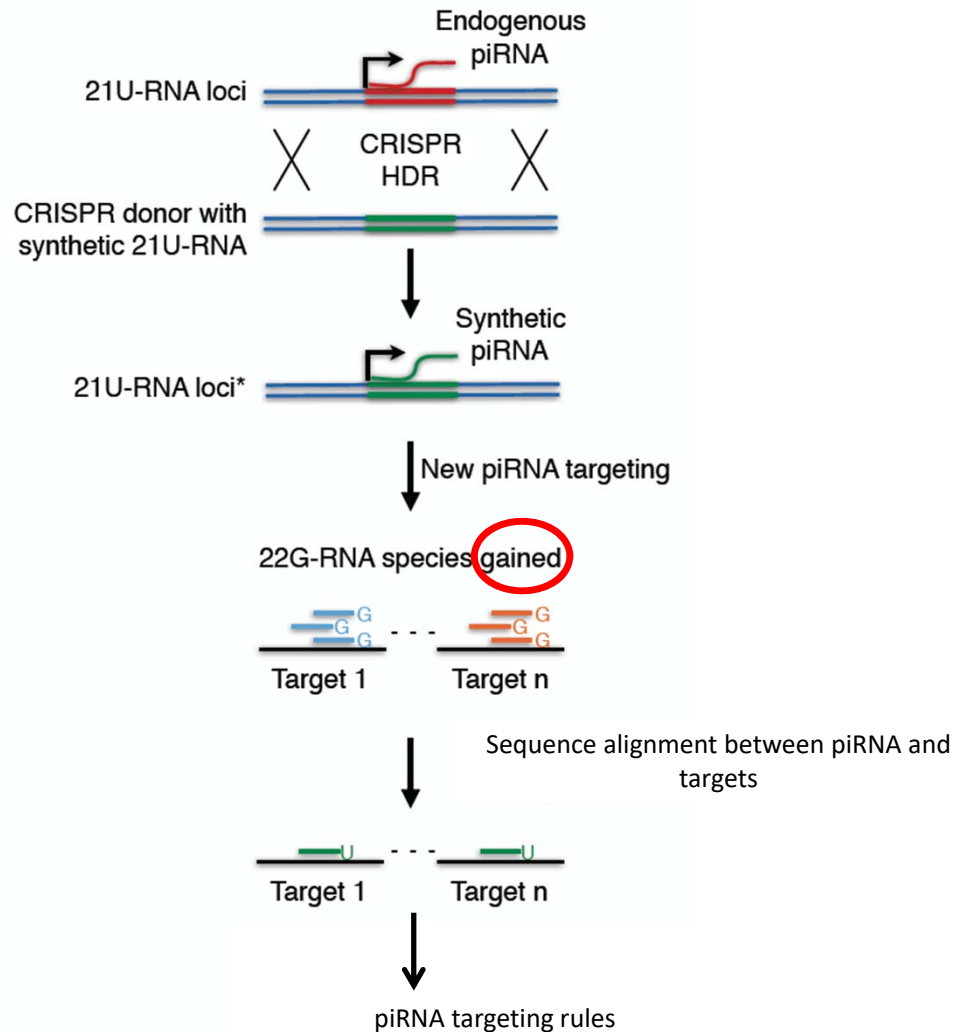 Endogenous
piRNA
21U-RNA loci
CRISPR
HDR
CRISPR donor with
synthetic 21U-RNA
Synthetic
piRNA
21U-RNA loci*
New piRNA targeting
22G-RNA species gained
G
G
G
- - -
G
G
G
Target 1
Target n
Sequence alignment between piRNA and
targets
U - - - U
Target 1
Target n
piRNA targeting rules